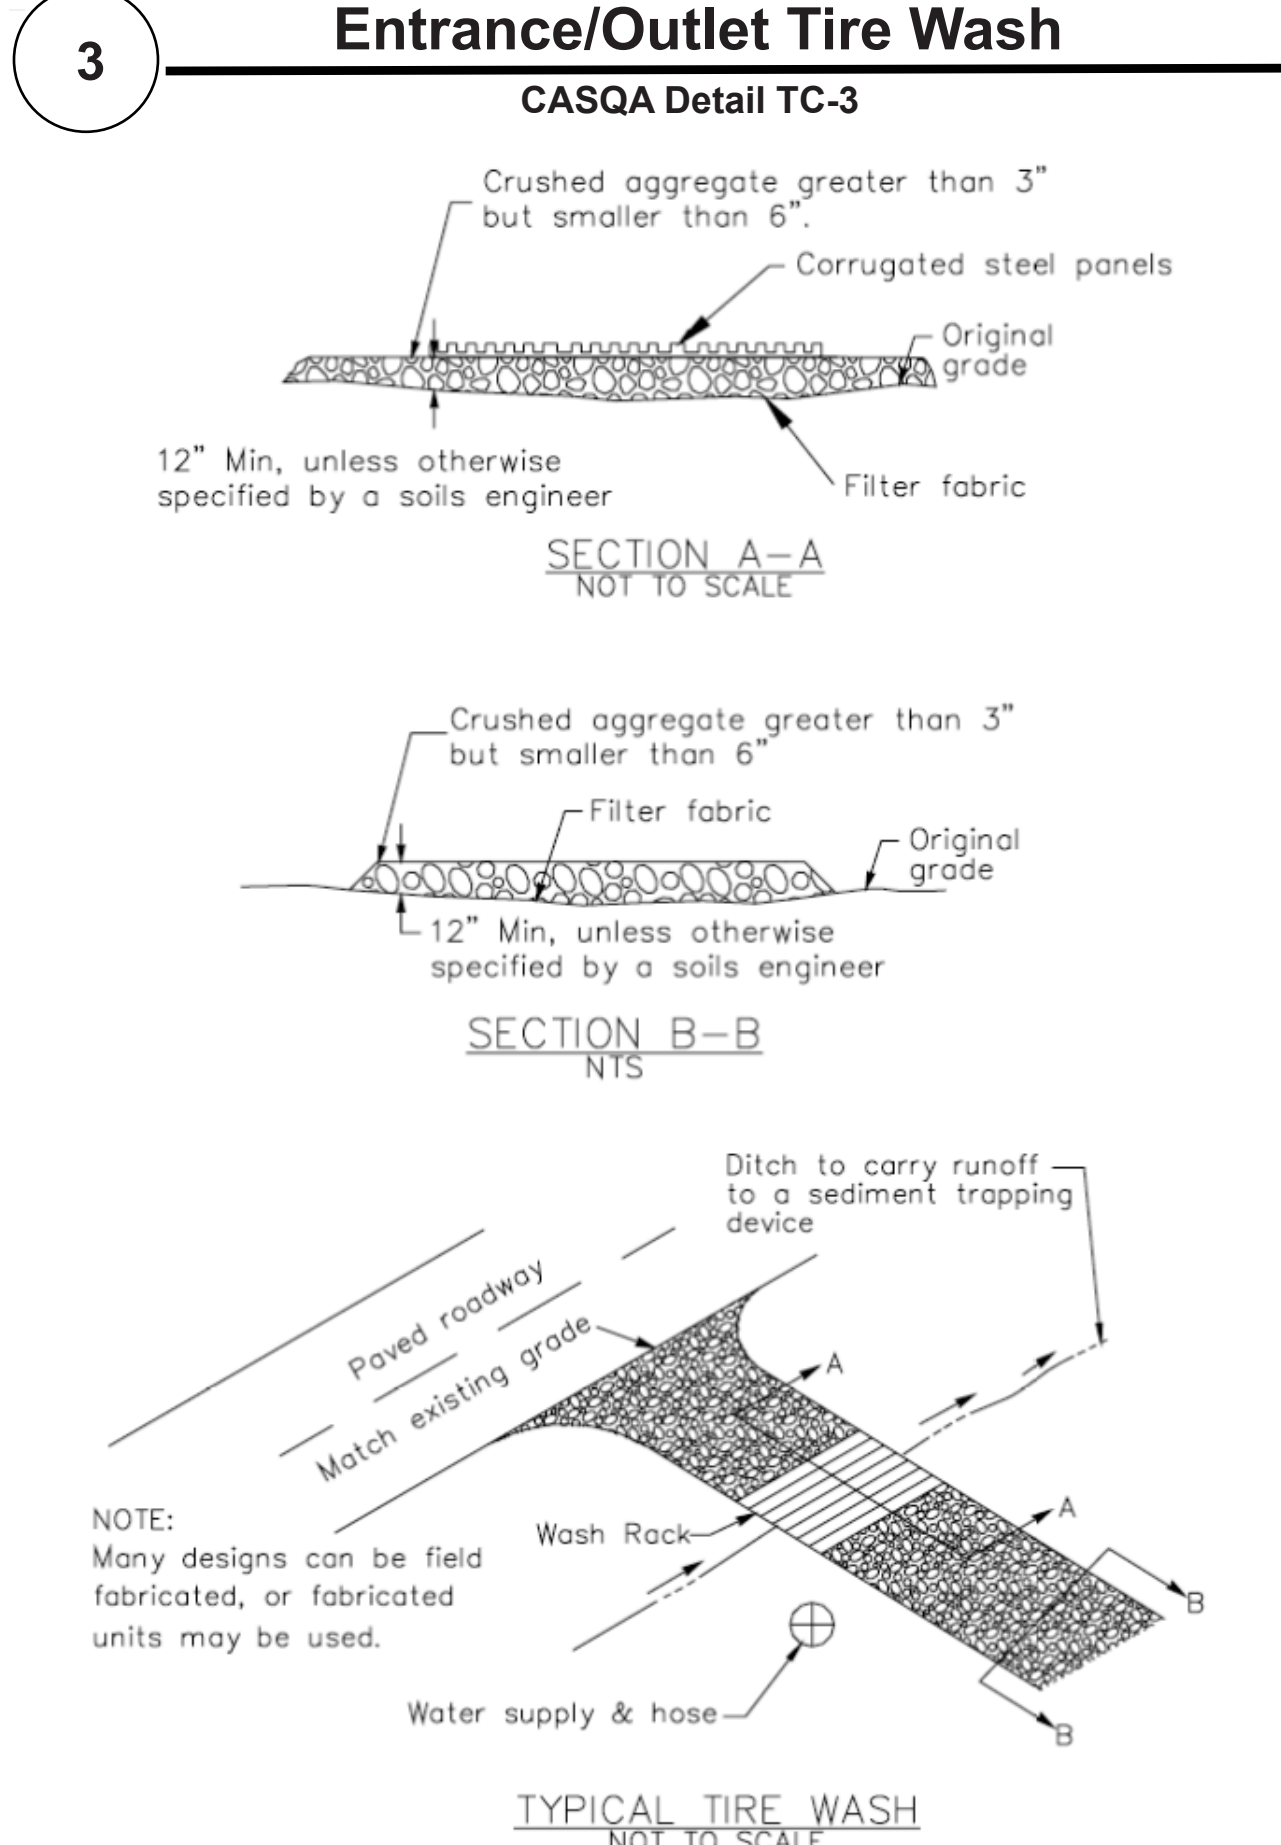 3
Entrance/Outlet Tire Wash
CASQA Detail TC-3
Crushed aggregate greater than 3”
but smaller than 6”.
Corrugated steel panels
Original
grade
12” Min, unless otherwise
specified by a soils engineer
Filter fabric
SECTION A–A
NOT TO SCALE
Crushed aggregate greater than 3”
but smaller than 6”
Filter fabric
Original
grade
12” Min, unless otherwise
specified by a soils engineer
SECTION B–B
NTS
Ditch to carry runoff
to a sediment trapping
device
Paved roadway
Match existing grade
A
A
NOTE:
Many designs can be field
fabricated, or fabricated
units may be used.
Wash Rack
B
Water supply & hose
B
TYPICAL TIRE WASH
NOT TO SCALE